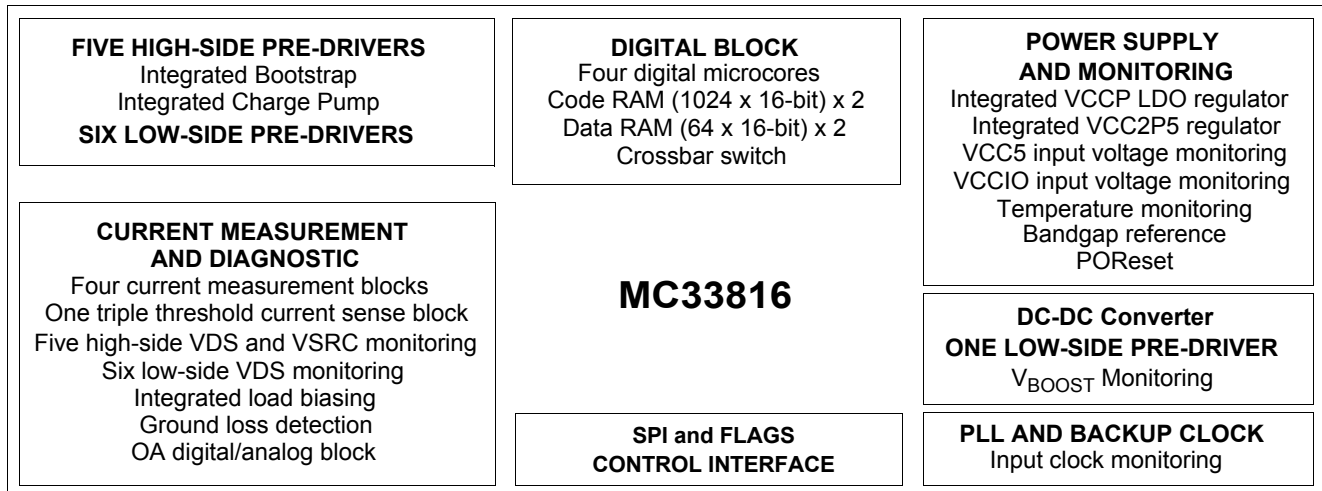 FIVE HIGH-SIDE PRE-DRIVERS
Integrated Bootstrap
Integrated Charge Pump
SIX LOW-SIDE PRE-DRIVERS
CURRENT MEASUREMENT
AND DIAGNOSTIC
Four current measurement blocks
One triple threshold current sense block
Five high-side VDS and VSRC monitoring
Six low-side VDS monitoring
Integrated load biasing
Ground loss detection
OA digital/analog block
DIGITAL BLOCK
Four digital microcores
Code RAM (1024 x 16-bit) x 2
Data RAM (64 x 16-bit) x 2
Crossbar switch
MC33816
SPI and FLAGS
CONTROL INTERFACE
POWER SUPPLY
AND MONITORING
Integrated VCCP LDO regulator
Integrated VCC2P5 regulator
VCC5 input voltage monitoring
VCCIO input voltage monitoring
Temperature monitoring
Bandgap reference
POReset
DC-DC Converter
ONE LOW-SIDE PRE-DRIVER
VBOOST Monitoring
PLL AND BACKUP CLOCK
Input clock monitoring